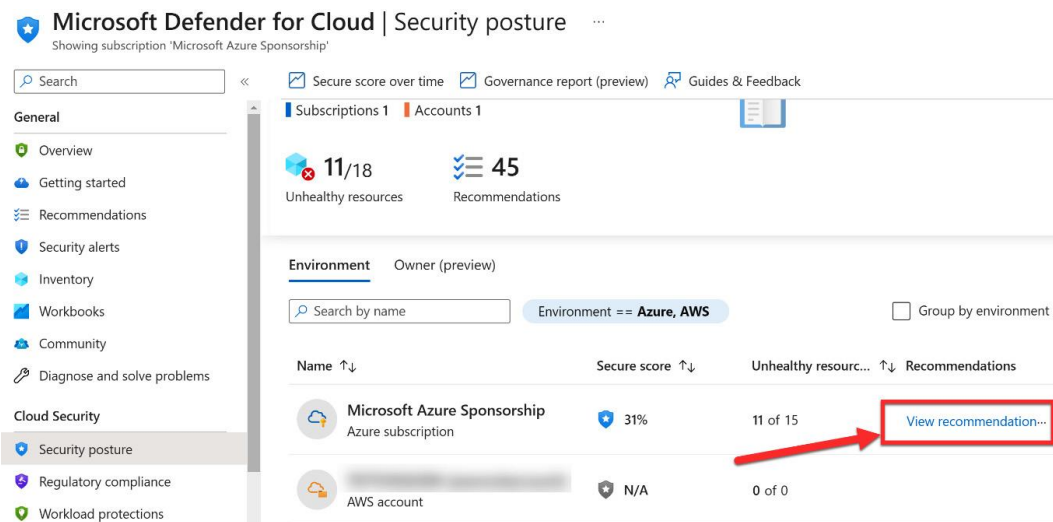 Microsoft Defender for Cloud | Security posture ...
Showing subscription 'Microsoft Azure Sponsorship'
Search
«
Secure score over time
Governance report (preview)
Guides & Feedback
General
Overview
Getting started
Recommendations
Security alerts
Inventory
Workbooks
Community
Diagnose and solve problems
Cloud Security
Security posture
Regulatory compliance
Workload protections
Subscriptions 1
Accounts 1
11/18
Unhealthy resources
45
Recommendations
Environment
Owner (preview)
Search by name
Environment == Azure, AWS
Group by environment
Name ↑↓
Secure score ↑↓
Unhealthy resourc... ↑↓
Recommendations
Microsoft Azure Sponsorship
Azure subscription
31%
11 of 15
View recommendation...
AWS account
N/A
0 of 0